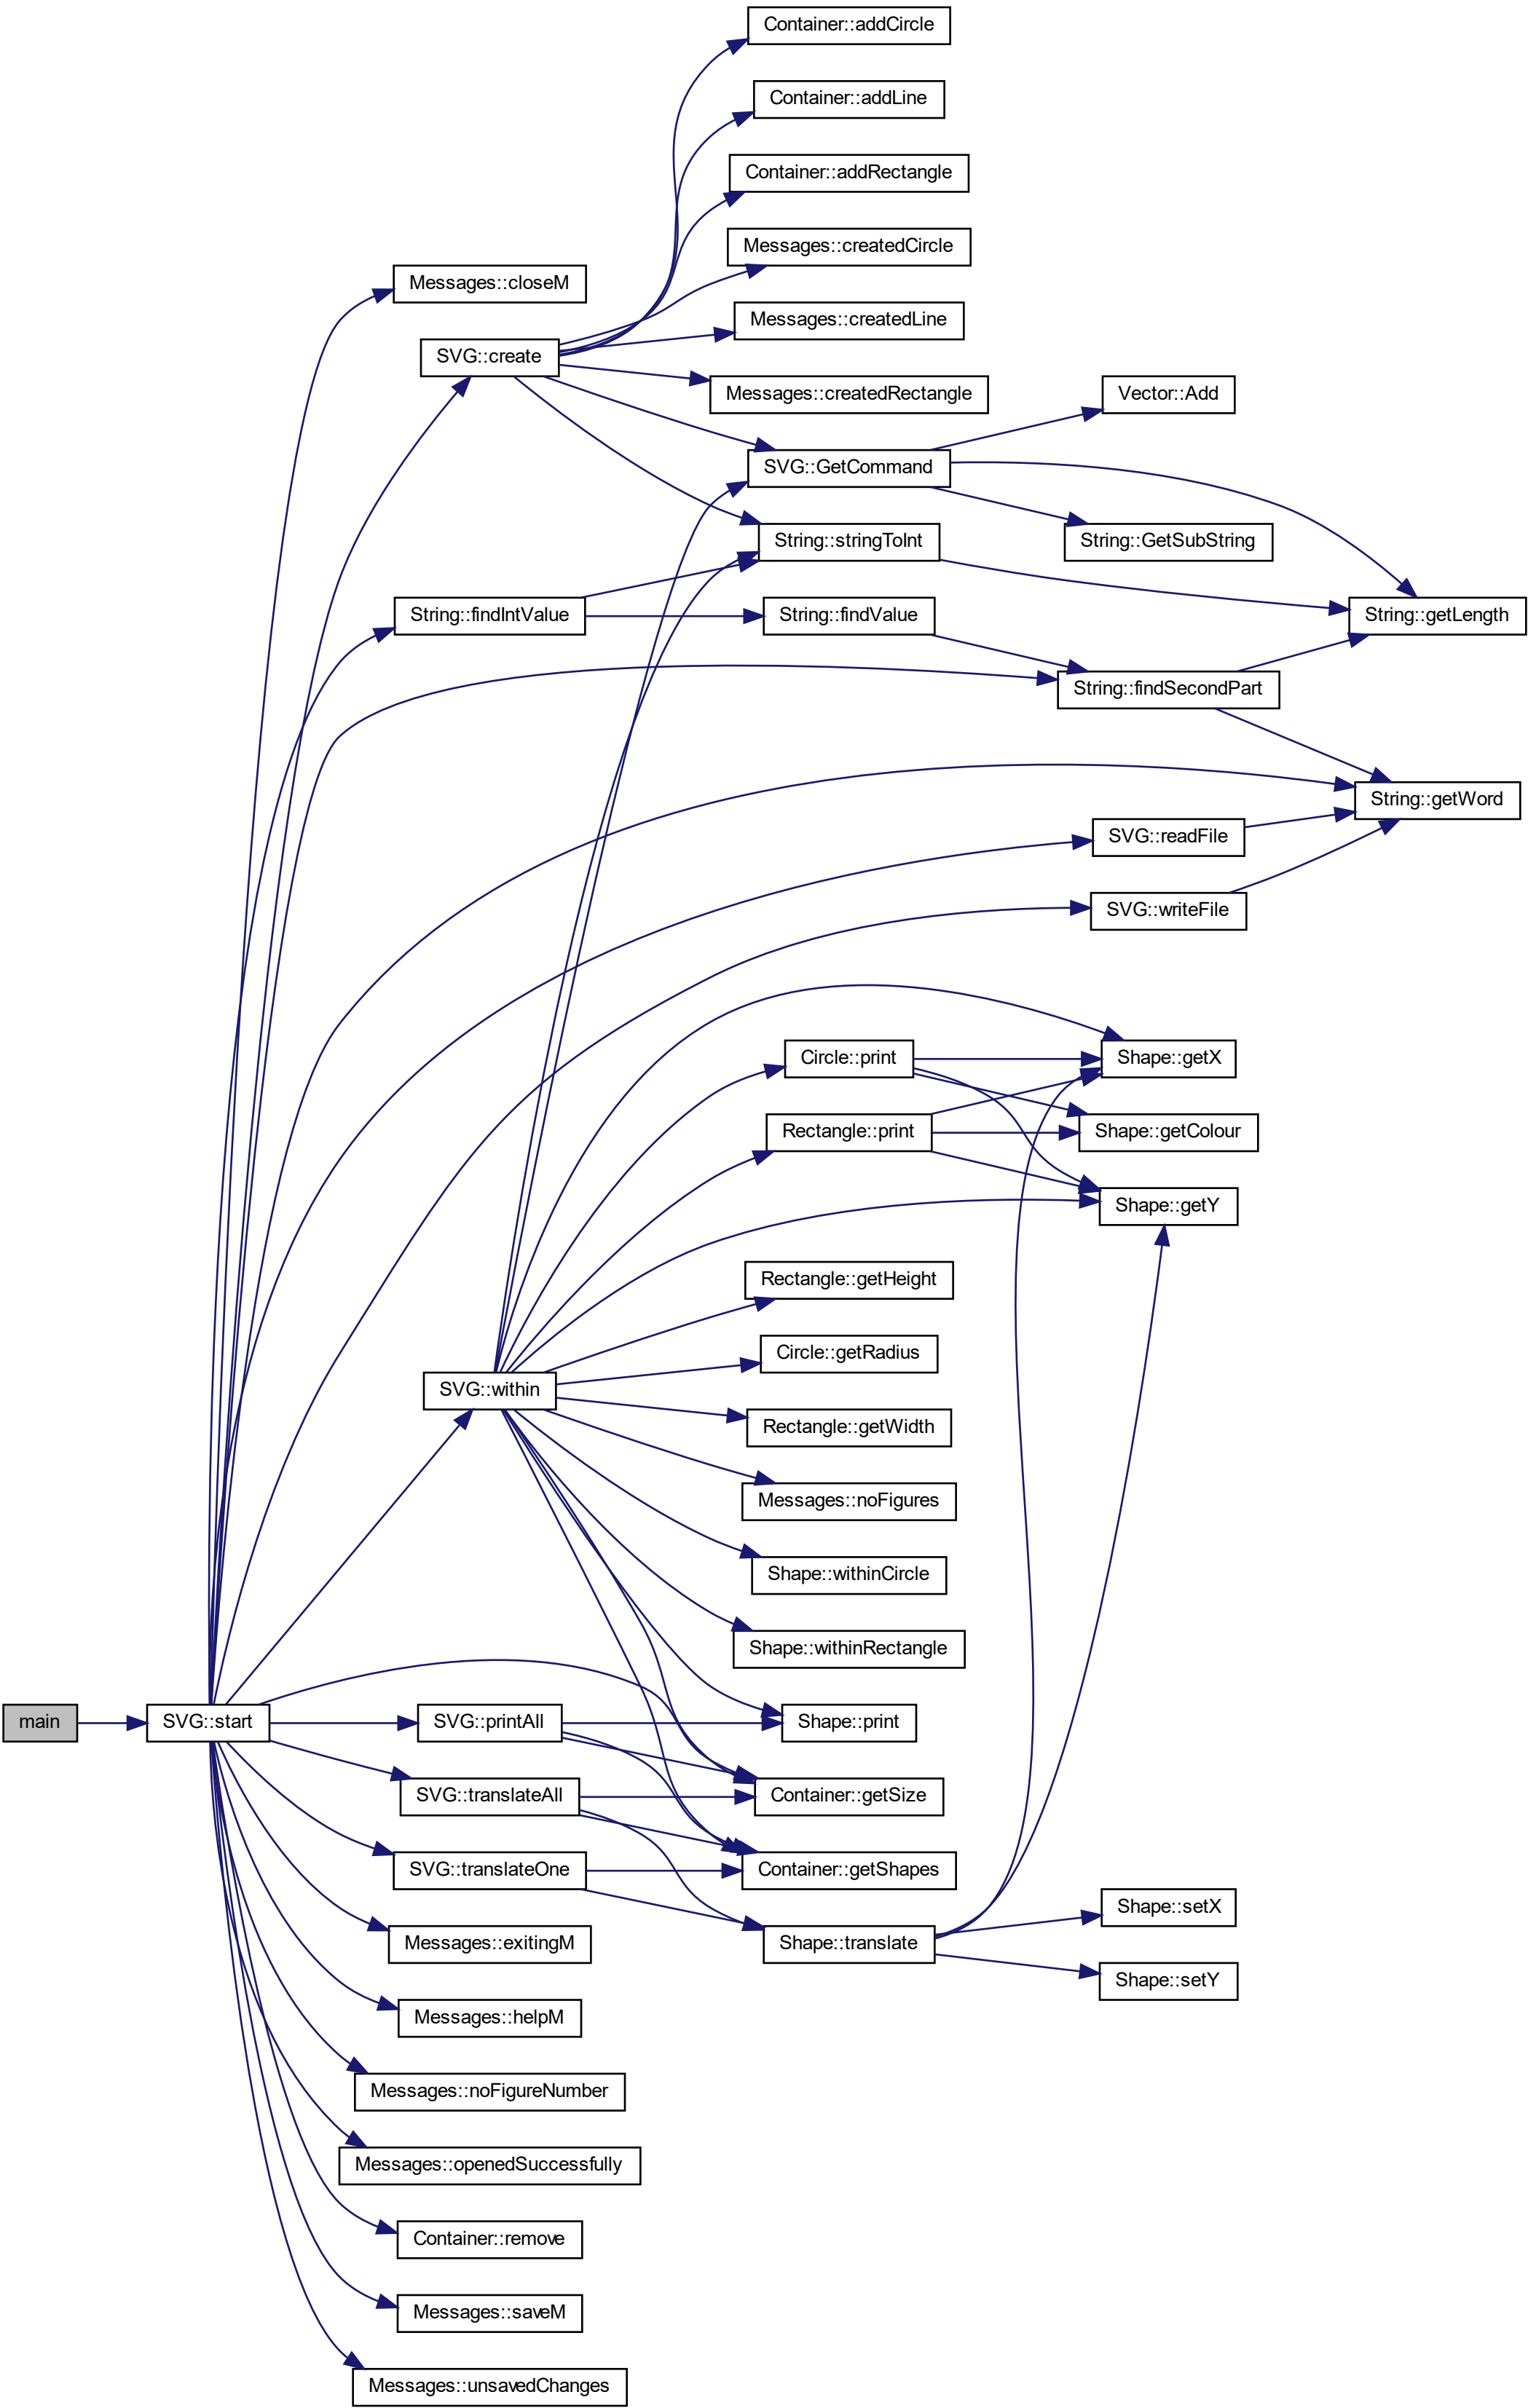 Container::addCircle
Container::addLine
Container::addRectangle
Messages::createdCircle
Messages::closeM
Messages::createdLine
SVG::create
Messages::createdRectangle
Vector::Add
SVG::GetCommand
String::stringToInt
String::GetSubString
String::findIntValue
String::findValue
String::getLength
String::findSecondPart
String::getWord
SVG::readFile
SVG::writeFile
Circle::print
Shape::getX
Rectangle::print
Shape::getColour
Shape::getY
Rectangle::getHeight
Circle::getRadius
SVG::within
Rectangle::getWidth
Messages::noFigures
Shape::withinCircle
Shape::withinRectangle
main
SVG::start
SVG::printAll
Shape::print
SVG::translateAll
Container::getSize
SVG::translateOne
Container::getShapes
Shape::setX
Messages::exitingM
Shape::translate
Shape::setY
Messages::helpM
Messages::noFigureNumber
Messages::openedSuccessfully
Container::remove
Messages::saveM
Messages::unsavedChanges